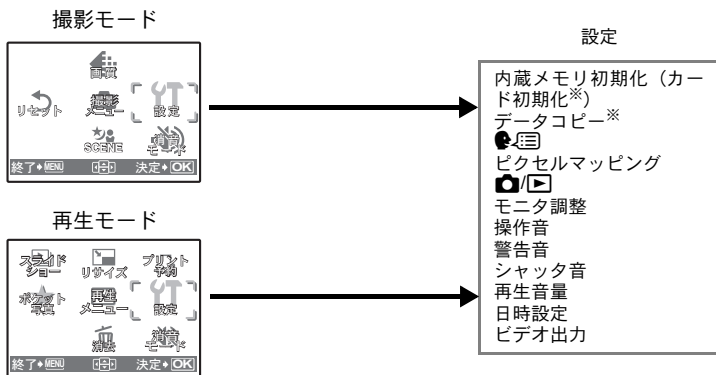 撮影モード
画質
リセット
撮影
メニュー
設定
SCENE
消音
モード
終了 MENU 決定 OK
再生モード
スライド
ショー
リサイズ
プリント
予約
ポケット
写真
再生
メニュー
設定
消去
消音
モード
終了 MENU 決定 OK
設定
内蔵メモリ初期化（カー
ド初期化※）
データコピー※
ピクセルマッピング
/
モニタ調整
操作音
警告音
シャッタ音
再生音量
日時設定
ビデオ出力